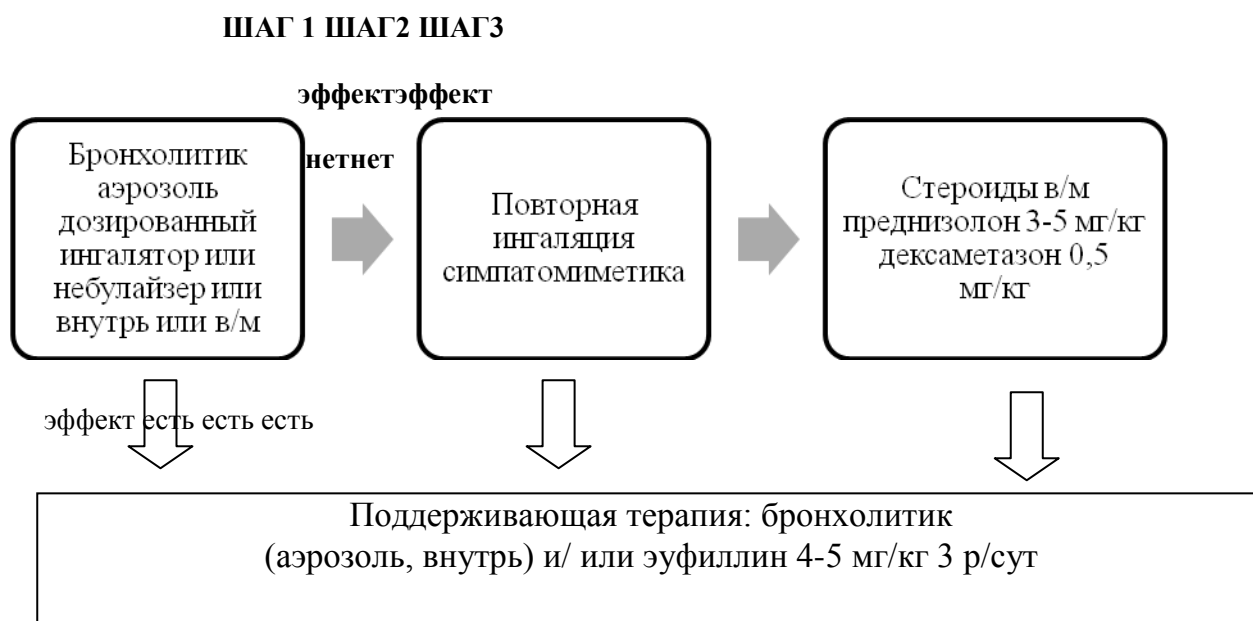 ШАГ 1 ШАГ2 ШАГ3
эффектэффект
нетнет
Бронхолитик
аэрозоль
дозированный
ингалятор или
небулайзер или
внутрь или в/м
Повторная
ингаляция
симпатомиметика
Стероиды в/м
преднизолон 3-5 мг/кг
дексаметазон 0,5
мг/кг
эффект есть есть есть
Поддерживающая терапия: бронхолитик
(аэрозоль, внутрь) и/ или эуфиллин 4-5 мг/кг 3 р/сут